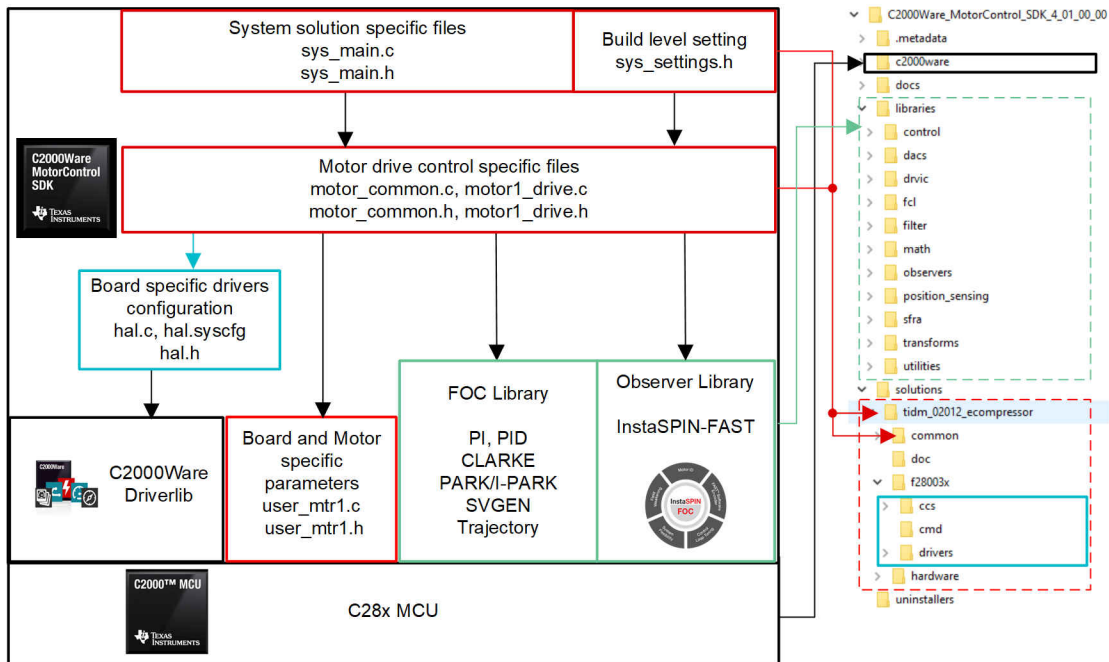 System solution specific files
sys_main.c
sys_main.h
Build level setting
sys_settings.h
C2000Ware
MotorControl
SDK
TEXAS
INSTRUMENTS
Motor drive control specific files
motor_common.c, motor1_drive.c
motor_common.h, motor1_drive.h
Board specific drivers
configuration
hal.c, hal.syscfg
hal.h
C2000Ware
C2000Ware
Driverlib
Board and Motor
specific
parameters
user_mtr1.c
user_mtr1.h
FOC Library
PI, PID
CLARKE
PARK/I-PARK
SVGEN
Trajectory
Observer Library
InstaSPIN-FAST
Motor ID
InstaSPIN
FOC
C2000™ MCU
TEXAS
INSTRUMENTS
C28x MCU
C2000Ware_MotorControl_SDK_4_01_00_00
.metadata
c2000ware
docs
libraries
control
dacs
drvic
fcl
filter
math
observers
position_sensing
sfra
transforms
utilities
solutions
tidm_02012_ecompressor
common
doc
f28003x
ccs
cmd
drivers
hardware
uninstallers